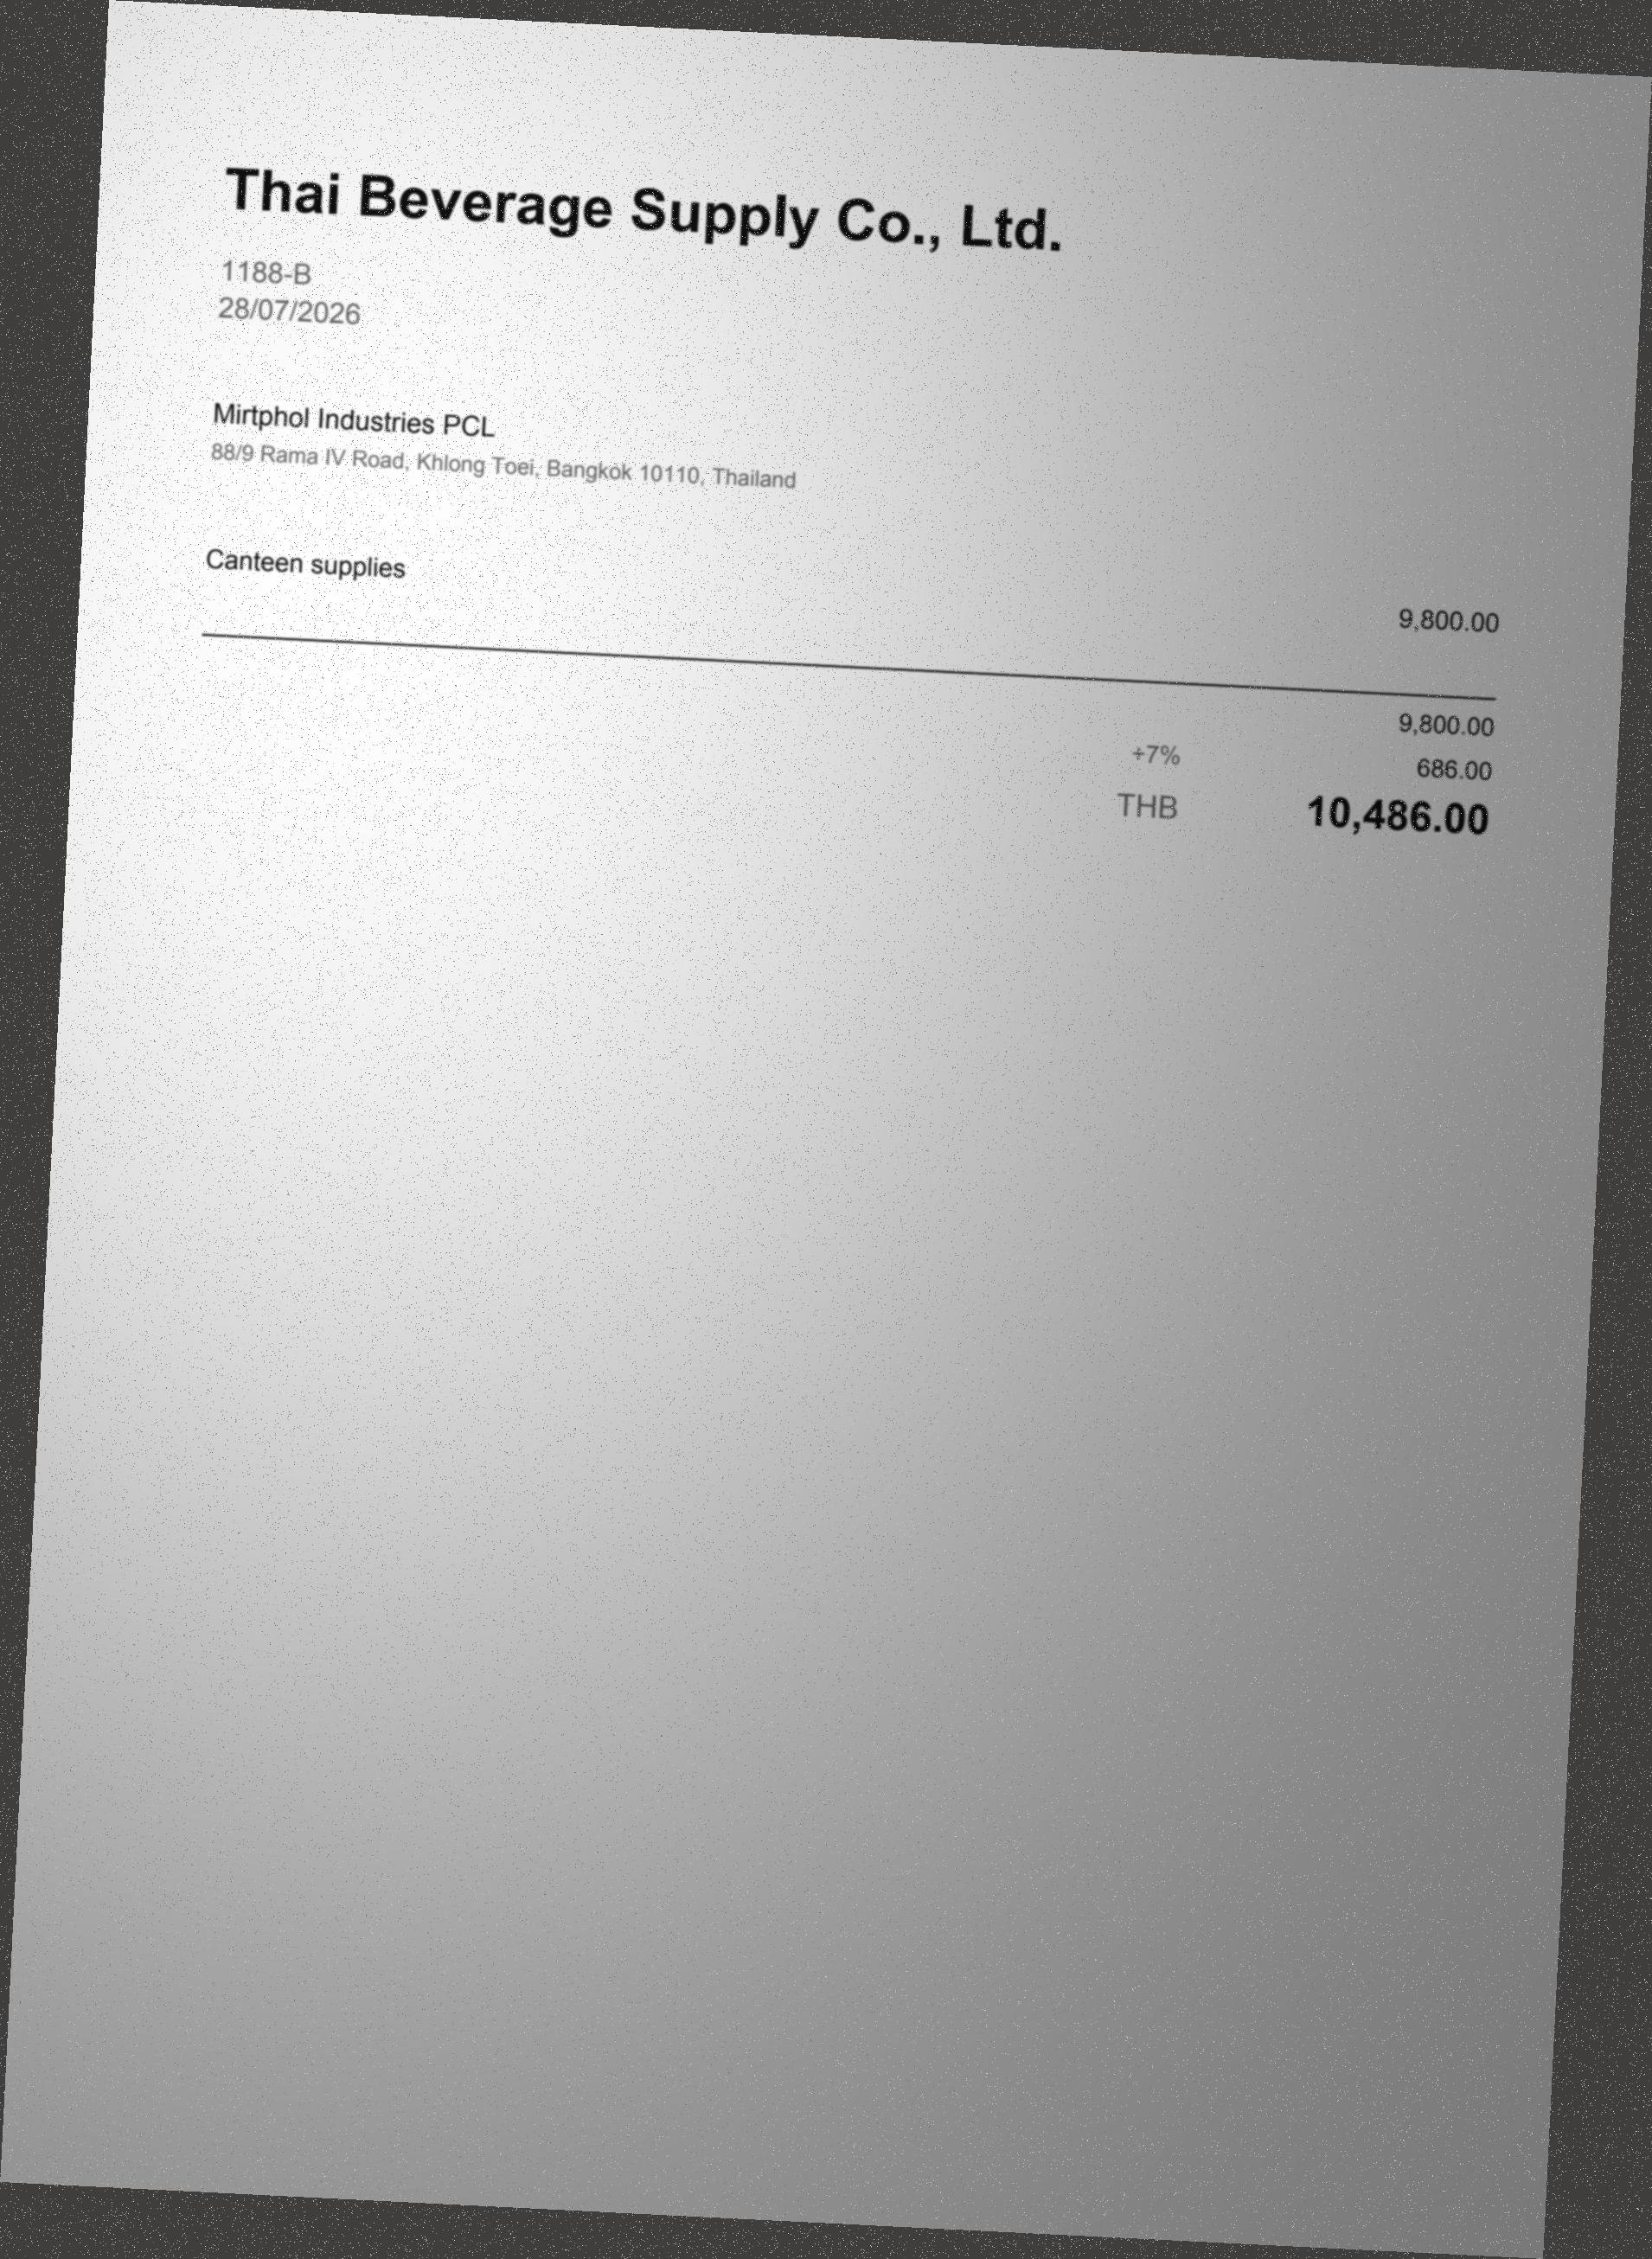 Thai Beverage Supply Co., Ltd.
1188-B
28/07/2026
Mirtphol Industries PCL
88/9 Rama IV Road, Khlong Toei, Bangkok 10110, Thailand
Canteen supplies 9,800.00
9,800.00
+7% 686.00
THB 10,486.00